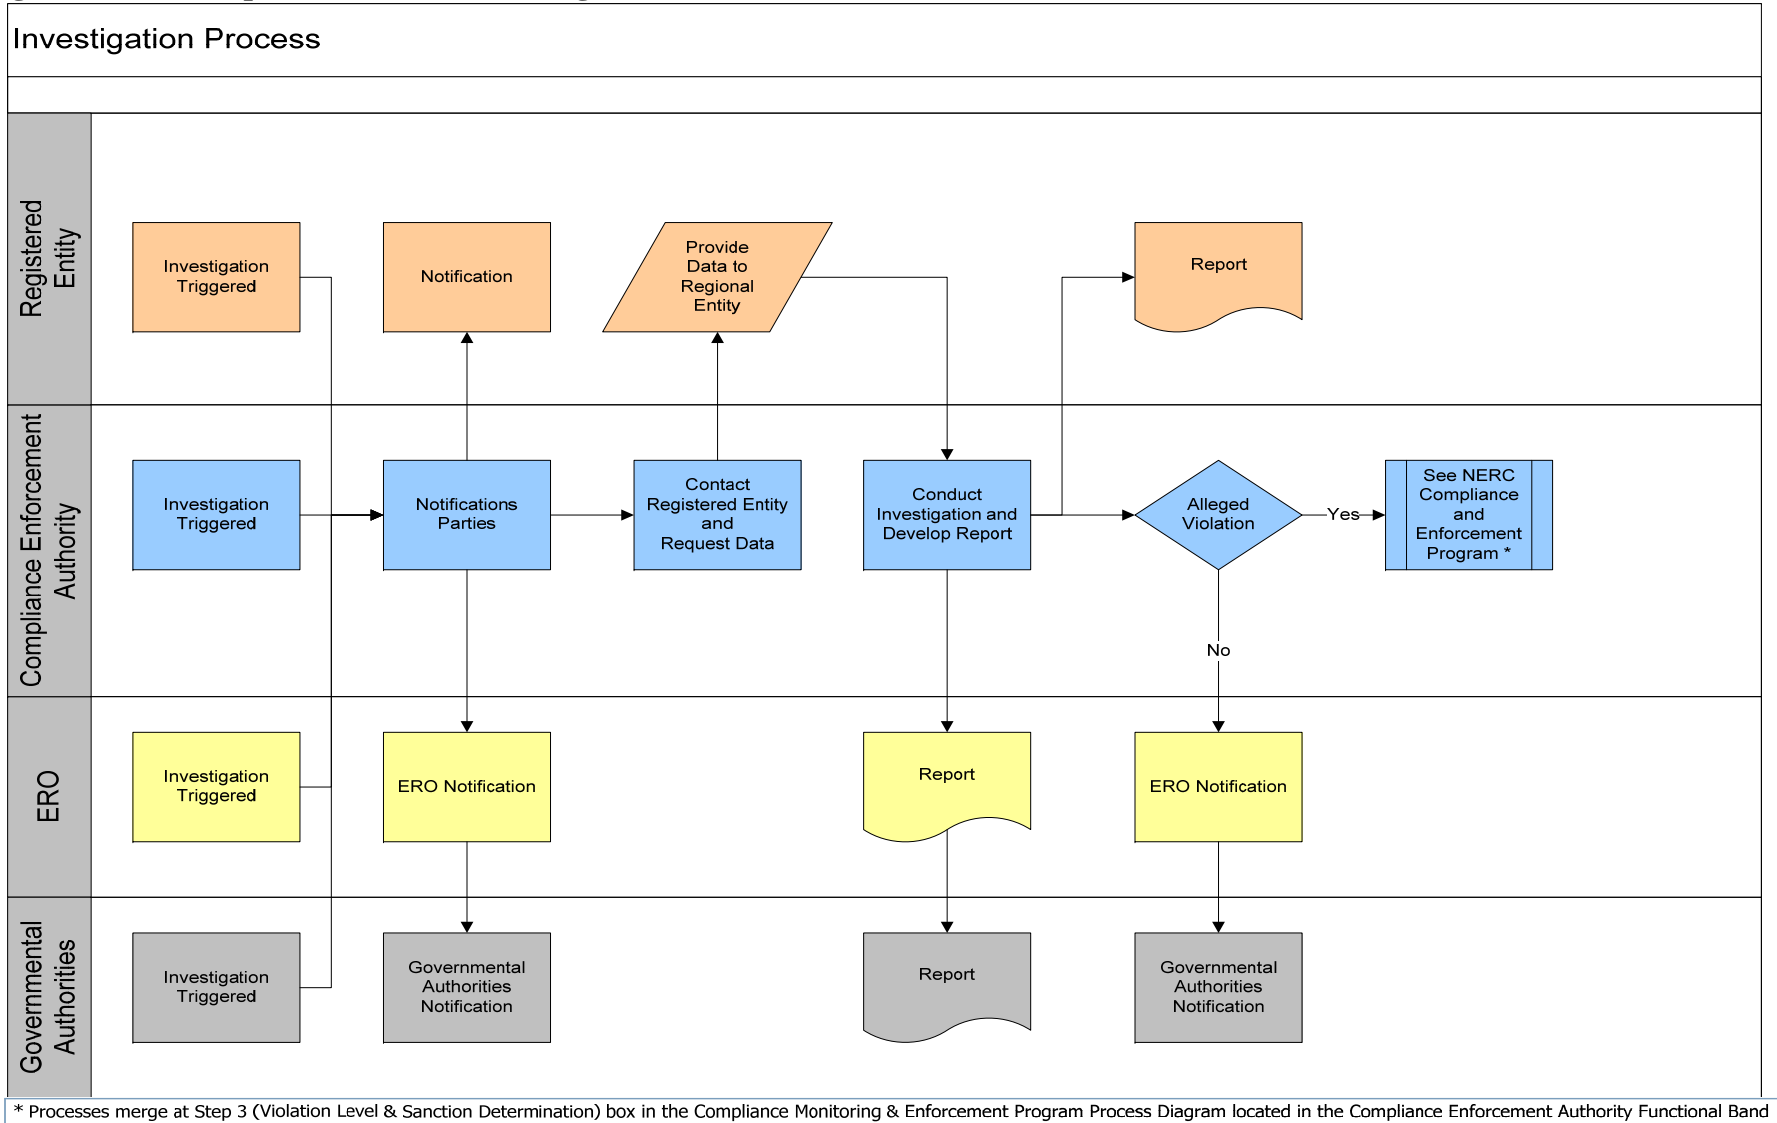 Investigation Process
Registered
Entity
Investigation
Triggered
Notification
Provide
Data to
Regional
Entity
Report
Compliance Enforcement
Authority
Investigation
Triggered
Notifications
Parties
Contact
Registered Entity
and
Request Data
Conduct
Investigation and
Develop Report
Alleged
Violation
Yes
See NERC
Compliance
and
Enforcement
Program *
No
ERO
Investigation
Triggered
ERO Notification
Report
ERO Notification
Governmental
Authorities
Investigation
Triggered
Governmental
Authorities
Notification
Report
Governmental
Authorities
Notification
* Processes merge at Step 3 (Violation Level & Sanction Determination) box in the Compliance Monitoring & Enforcement Program Process Diagram located in the Compliance Enforcement Authority Functional Band